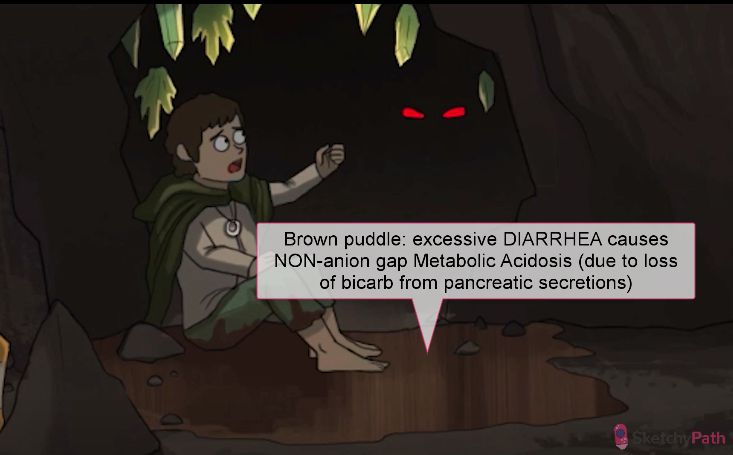 Brown puddle: excessive DIARRHEA causes
NON-anion gap Metabolic Acidosis (due to loss
of bicarb from pancreatic secretions)
SketchyPath